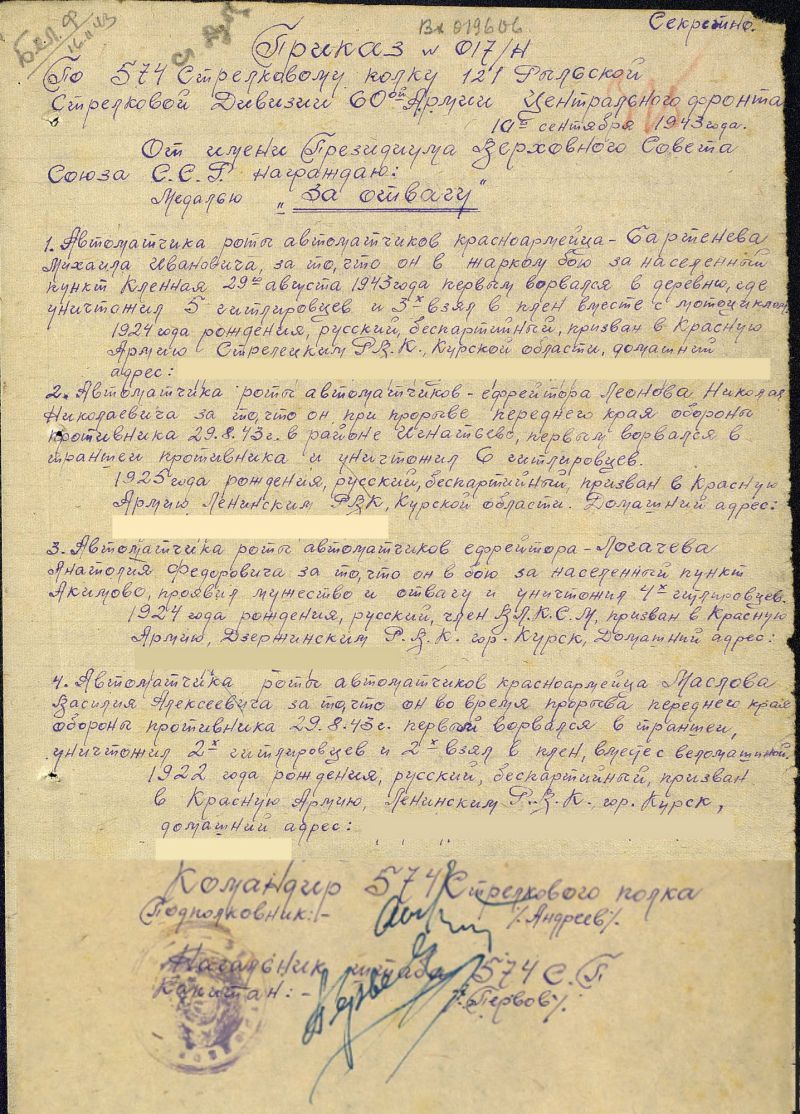 Вх 019606
Секретно.
Приказ № 017/н
По 574 Стрелковому полку 121 Рыльской
Стрелковой Дивизии 60ой Армии Центрального фронта
сентября 1943 года.
От имени Президиума Верховного Совета
Союза С.С.Р. награждаю:
Медалью „За отвагу"
1. Автоматчика роты автоматчиков красноармейца - Бартенева
Михаила Ивановича, за то, что он в жарком бою за населенный
пункт Кленная 29го августа 1943 года первым ворвался в деревню, где
уничтожил 5 гитлировцев и 3х взял в плен вместе с мотоциклом
1924 года рождения, русский, беспартийный, призван в Красную
Армию Стрелецким Р.В.К., Курской области, домашний
адрес:
2. Автоматчика роты автоматчиков - ефрейтора Леонова Николая
Николаевича за то, что он при прорыве переднего края обороны
противника 29.8.43 г. в районе Игнатьево, первым ворвался в
траншеи противника и уничтожил 6 гитлировцев.
1925 года рождения, русский, беспартийный, призван в Красную
Армию, Ленинским РВК, Курской области. Домашний адрес:
3. Автоматчика роты автоматчиков ефрейтора - Логачева
Анатолия Федоровича за то, что он в бою за населенный пункт
Акимово, проявил мужество и отвагу и уничтожил 4х гитлировцев.
1924 года рождения, русский, член В.Л.К.С.М, призван в Красную
Армию, Дзержинским Р.В.К. гор. Курск, Домашний адрес:
4. Автоматчика роты автоматчиков красноармейца Маслова
Василия Алексеевича за то, что он во время прорыва переднего края
обороны противника 29.8.43 г. первый ворвался в траншеи,
уничтожил 2х гитлировцев и 2х взял в плен, вместе с веломашиной.
1922 года рождения, русский, беспартийный, призван
в Красную Армию, Ленинским Р.В.К., гор. Курск,
домашний адрес:
Командир 574 Стрелкового полка
Подполковник:- /Андреев/.
Начальник штаба 574 С.П
Капитан:- /Первов/